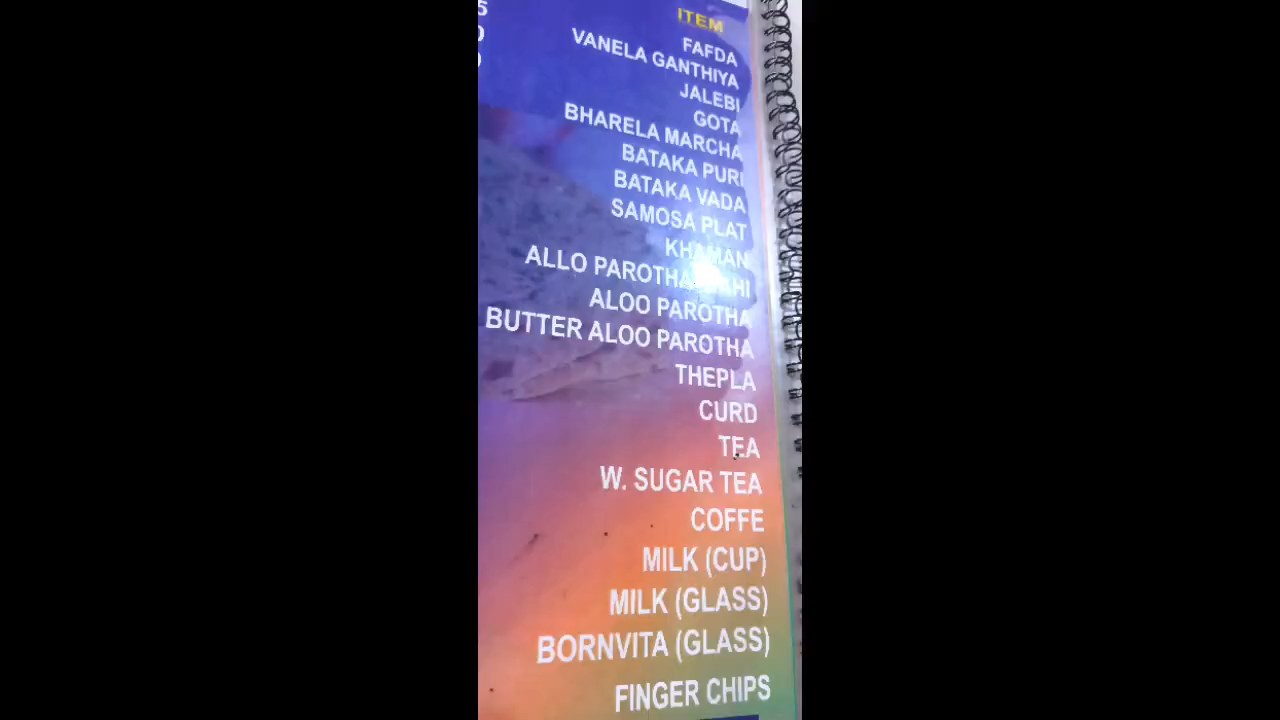 ITEM
FAFDA
VANELA GANTHIYA
JALEBI
GOTA
BHARELA MARCHA
BATAKA PURI
BATAKA VADA
SAMOSA PLAT
KHAMAN
ALLO PAROTHA
ALOO PAROTHA
BUTTER ALOO PAROTHA
THEPLA
CURD
TEA
W. SUGAR TEA
COFFE
MILK (CUP)
MILK (GLASS)
BORNVITA (GLASS)
FINGER CHIPS